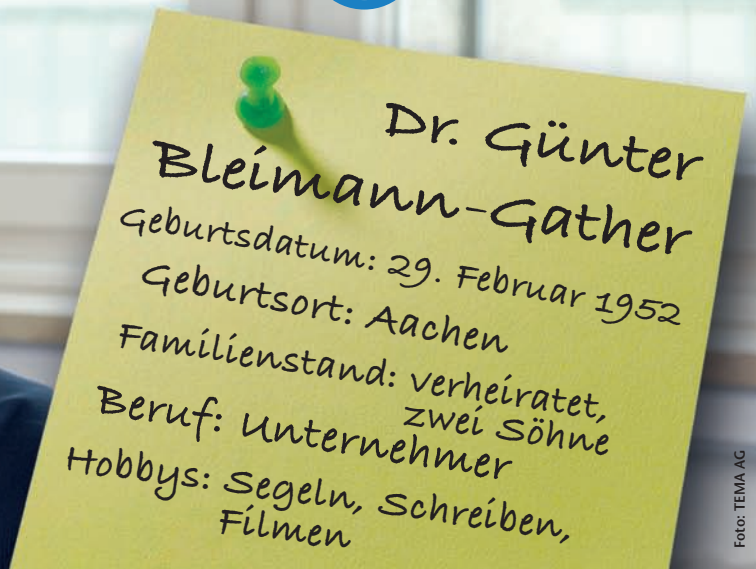 Dr. Günter
Bleimann-Gather
Geburtsdatum: 29. Februar 1952
Geburtsort: Aachen
Familienstand: verheiratet,
zwei Söhne
Beruf: Unternehmer
Hobbys: Segeln, Schreiben,
Filmen
Foto: TEMA AG